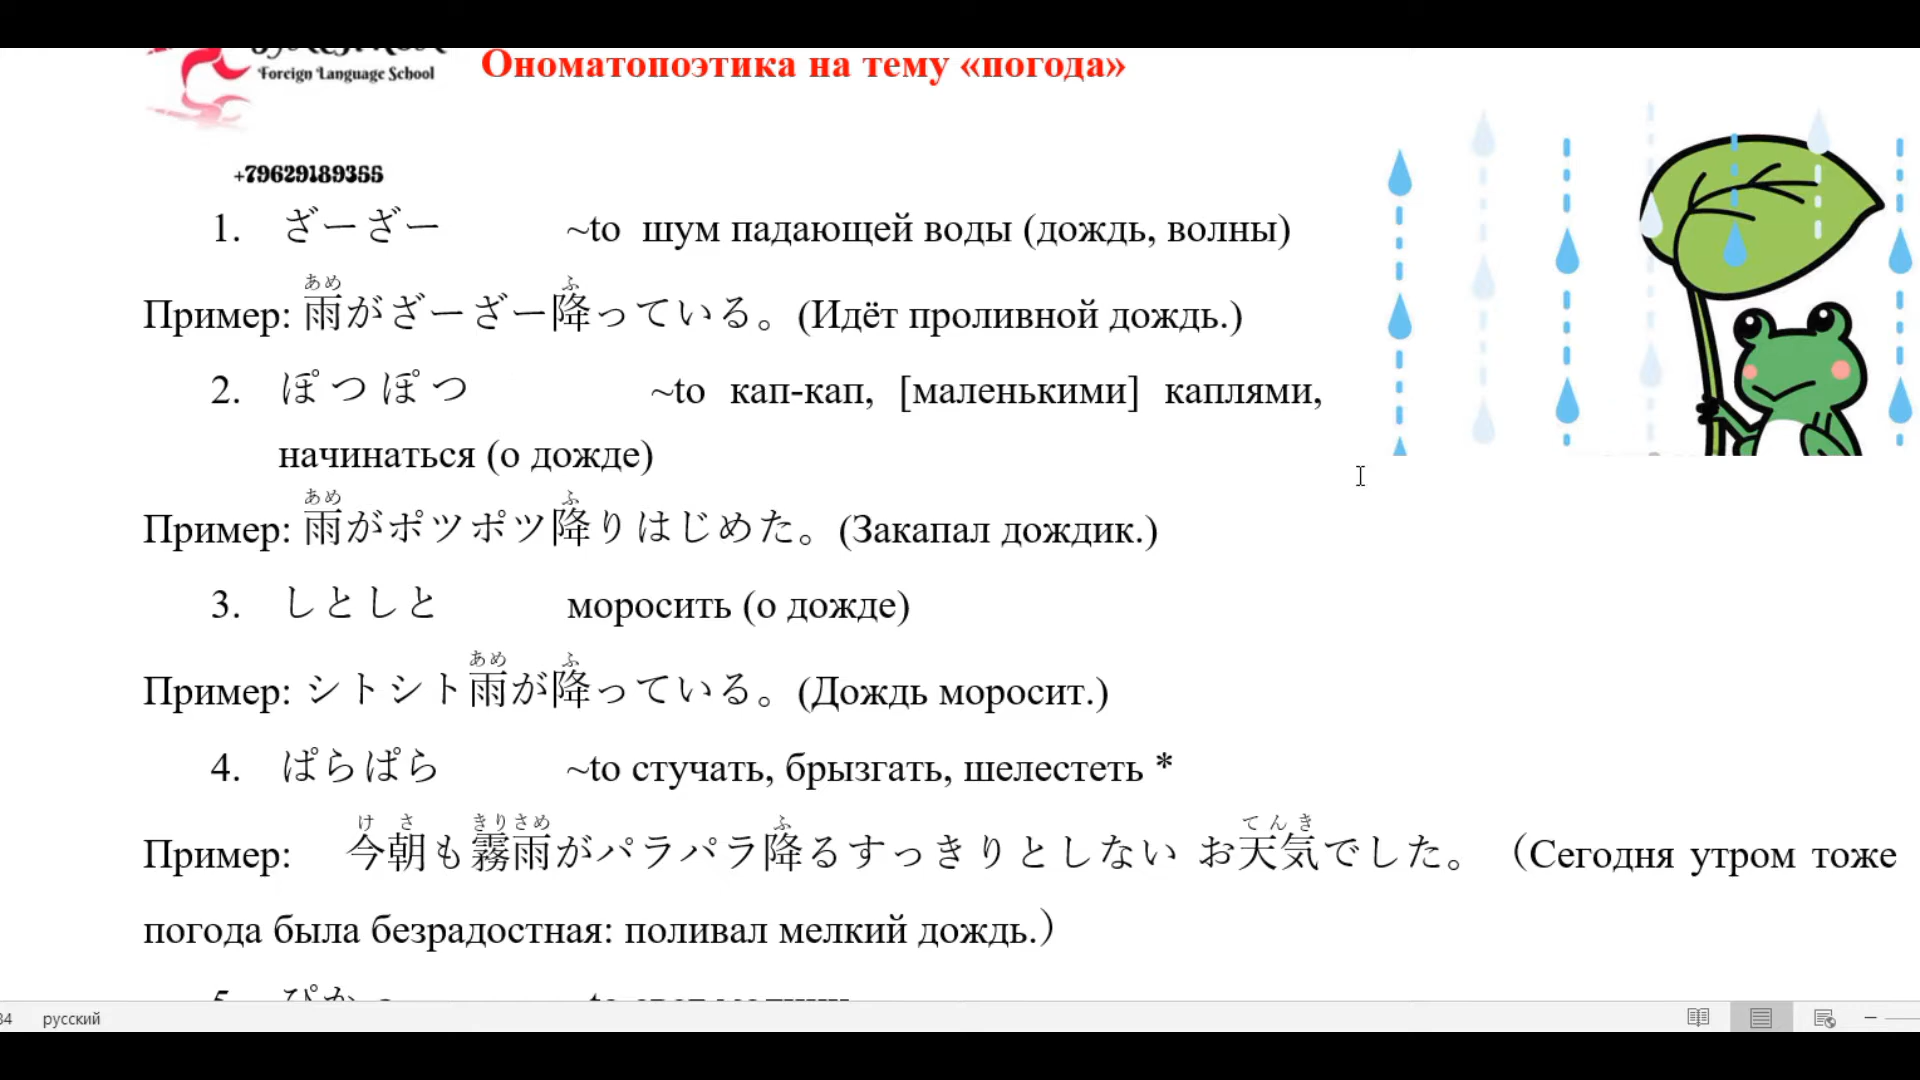 Foreign Language School
Ономатопоэтика на тему «погода»
+79629189355
1. ざーざー ~to шум падающей воды (дождь, волны)
あめ ふ
Пример: 雨がざーざー降っている。(Идёт проливной дождь.)
2. ぽつぽつ ~to кап-кап, [маленькими] каплями,
начинаться (о дожде)
あめ ふ
Пример: 雨がポツポツ降りはじめた。(Закапал дождик.)
3. しとしと моросить (о дожде)
あめ ふ
Пример: シトシト雨が降っている。(Дождь моросит.)
4. ぱらぱら ~to стучать, брызгать, шелестеть *
け さ きりさめ ふ てんき
Пример: 今朝も霧雨がパラパラ降るすっきりとしない お天気でした。 （Сегодня утром тоже
погода была безрадостная: поливал мелкий дождь.）
34 русский